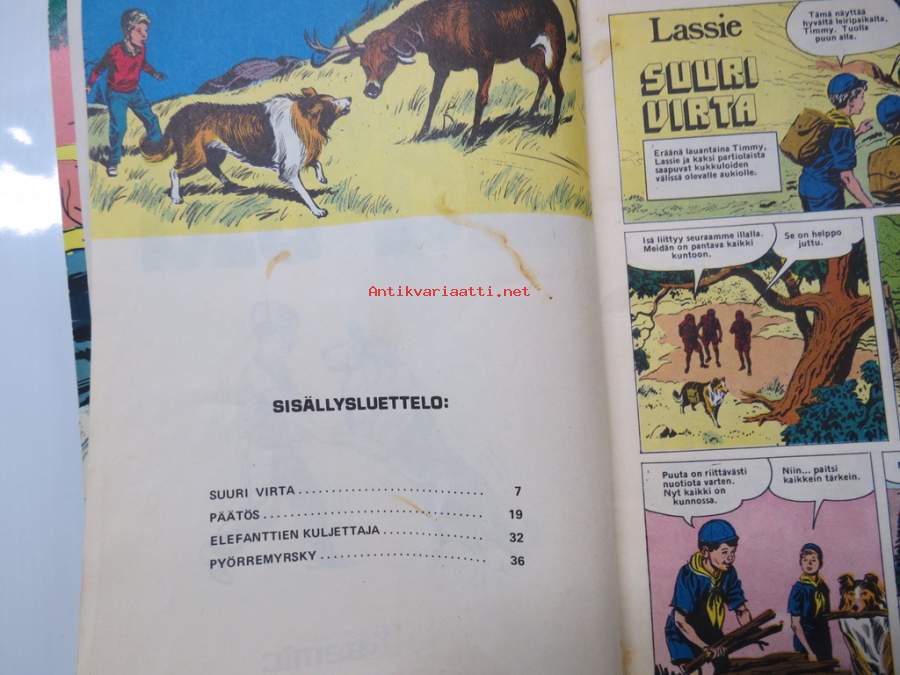 Antikvariaatti.net
SISÄLLYSLUETTELO:
SUURI VIRTA 7
PÄÄTÖS 19
ELEFANTTIEN KULJETTAJA 32
PYÖRREMYRSKY 36
Lassie
SUURI
VIRTA
Tämä näyttää
hyvältä leiripaikalta,
Timmy. Tuolla
puun alla.
Eräänä lauantaina Timmy,
Lassie ja kaksi partiolaista
saapuvat kukkuloiden
välissä olevalle aukiolle.
Isä liittyy seuraamme illalla.
Meidän on pantava kaikki
kuntoon.
Se on helppo
juttu.
Puuta on riittävästi
nuotiota varten.
Nyt kaikki on
kunnossa.
Niin... paitsi
kaikkein tärkein.